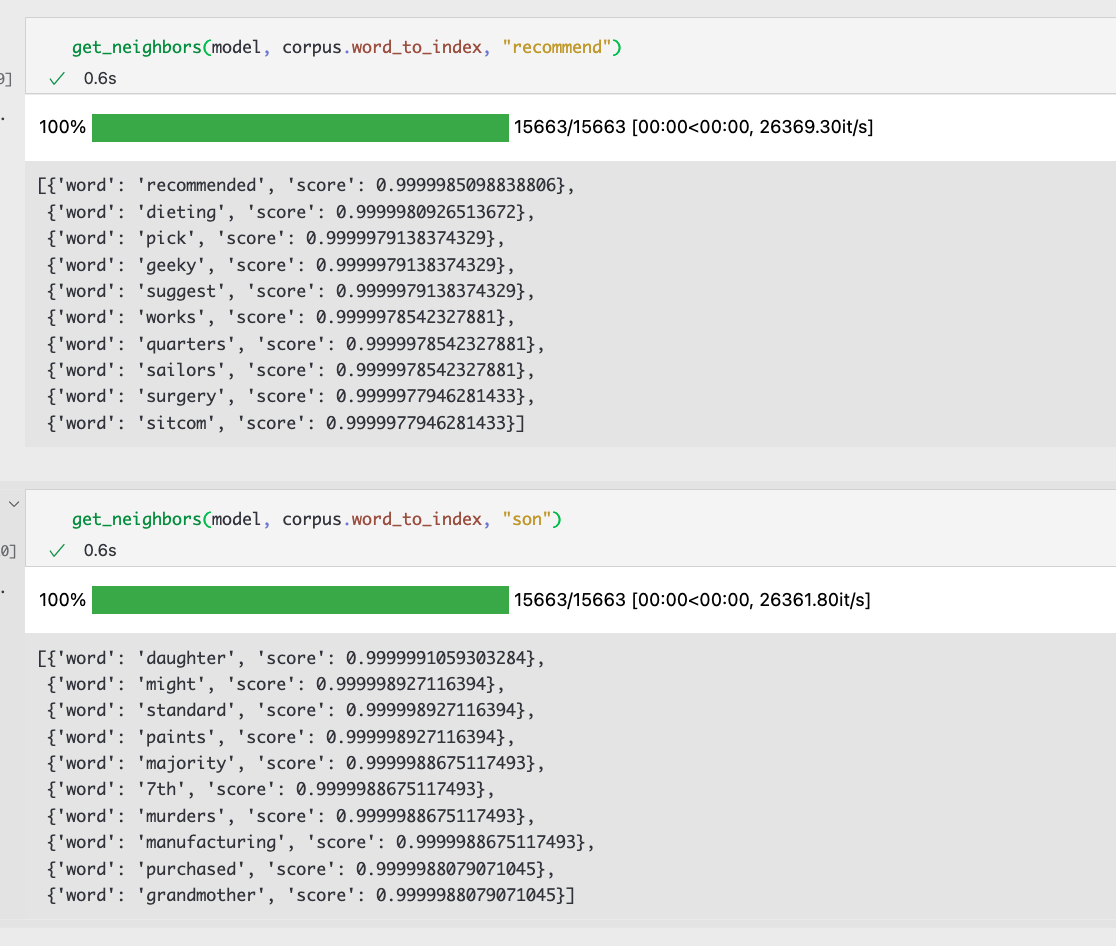 get_neighbors(model, corpus.word_to_index, "recommend")
9]
0.6s
100% 15663/15663 [00:00<00:00, 26369.30it/s]
[{'word': 'recommended', 'score': 0.9999985098838806},
{'word': 'dieting', 'score': 0.9999980926513672},
{'word': 'pick', 'score': 0.9999979138374329},
{'word': 'geeky', 'score': 0.9999979138374329},
{'word': 'suggest', 'score': 0.9999979138374329},
{'word': 'works', 'score': 0.9999978542327881},
{'word': 'quarters', 'score': 0.9999978542327881},
{'word': 'sailors', 'score': 0.9999978542327881},
{'word': 'surgery', 'score': 0.9999977946281433},
{'word': 'sitcom', 'score': 0.9999977946281433}]
get_neighbors(model, corpus.word_to_index, "son")
0]
0.6s
100% 15663/15663 [00:00<00:00, 26361.80it/s]
[{'word': 'daughter', 'score': 0.9999991059303284},
{'word': 'might', 'score': 0.999998927116394},
{'word': 'standard', 'score': 0.999998927116394},
{'word': 'paints', 'score': 0.999998927116394},
{'word': 'majority', 'score': 0.9999988675117493},
{'word': '7th', 'score': 0.9999988675117493},
{'word': 'murders', 'score': 0.9999988675117493},
{'word': 'manufacturing', 'score': 0.9999988675117493},
{'word': 'purchased', 'score': 0.9999988079071045},
{'word': 'grandmother', 'score': 0.9999988079071045}]